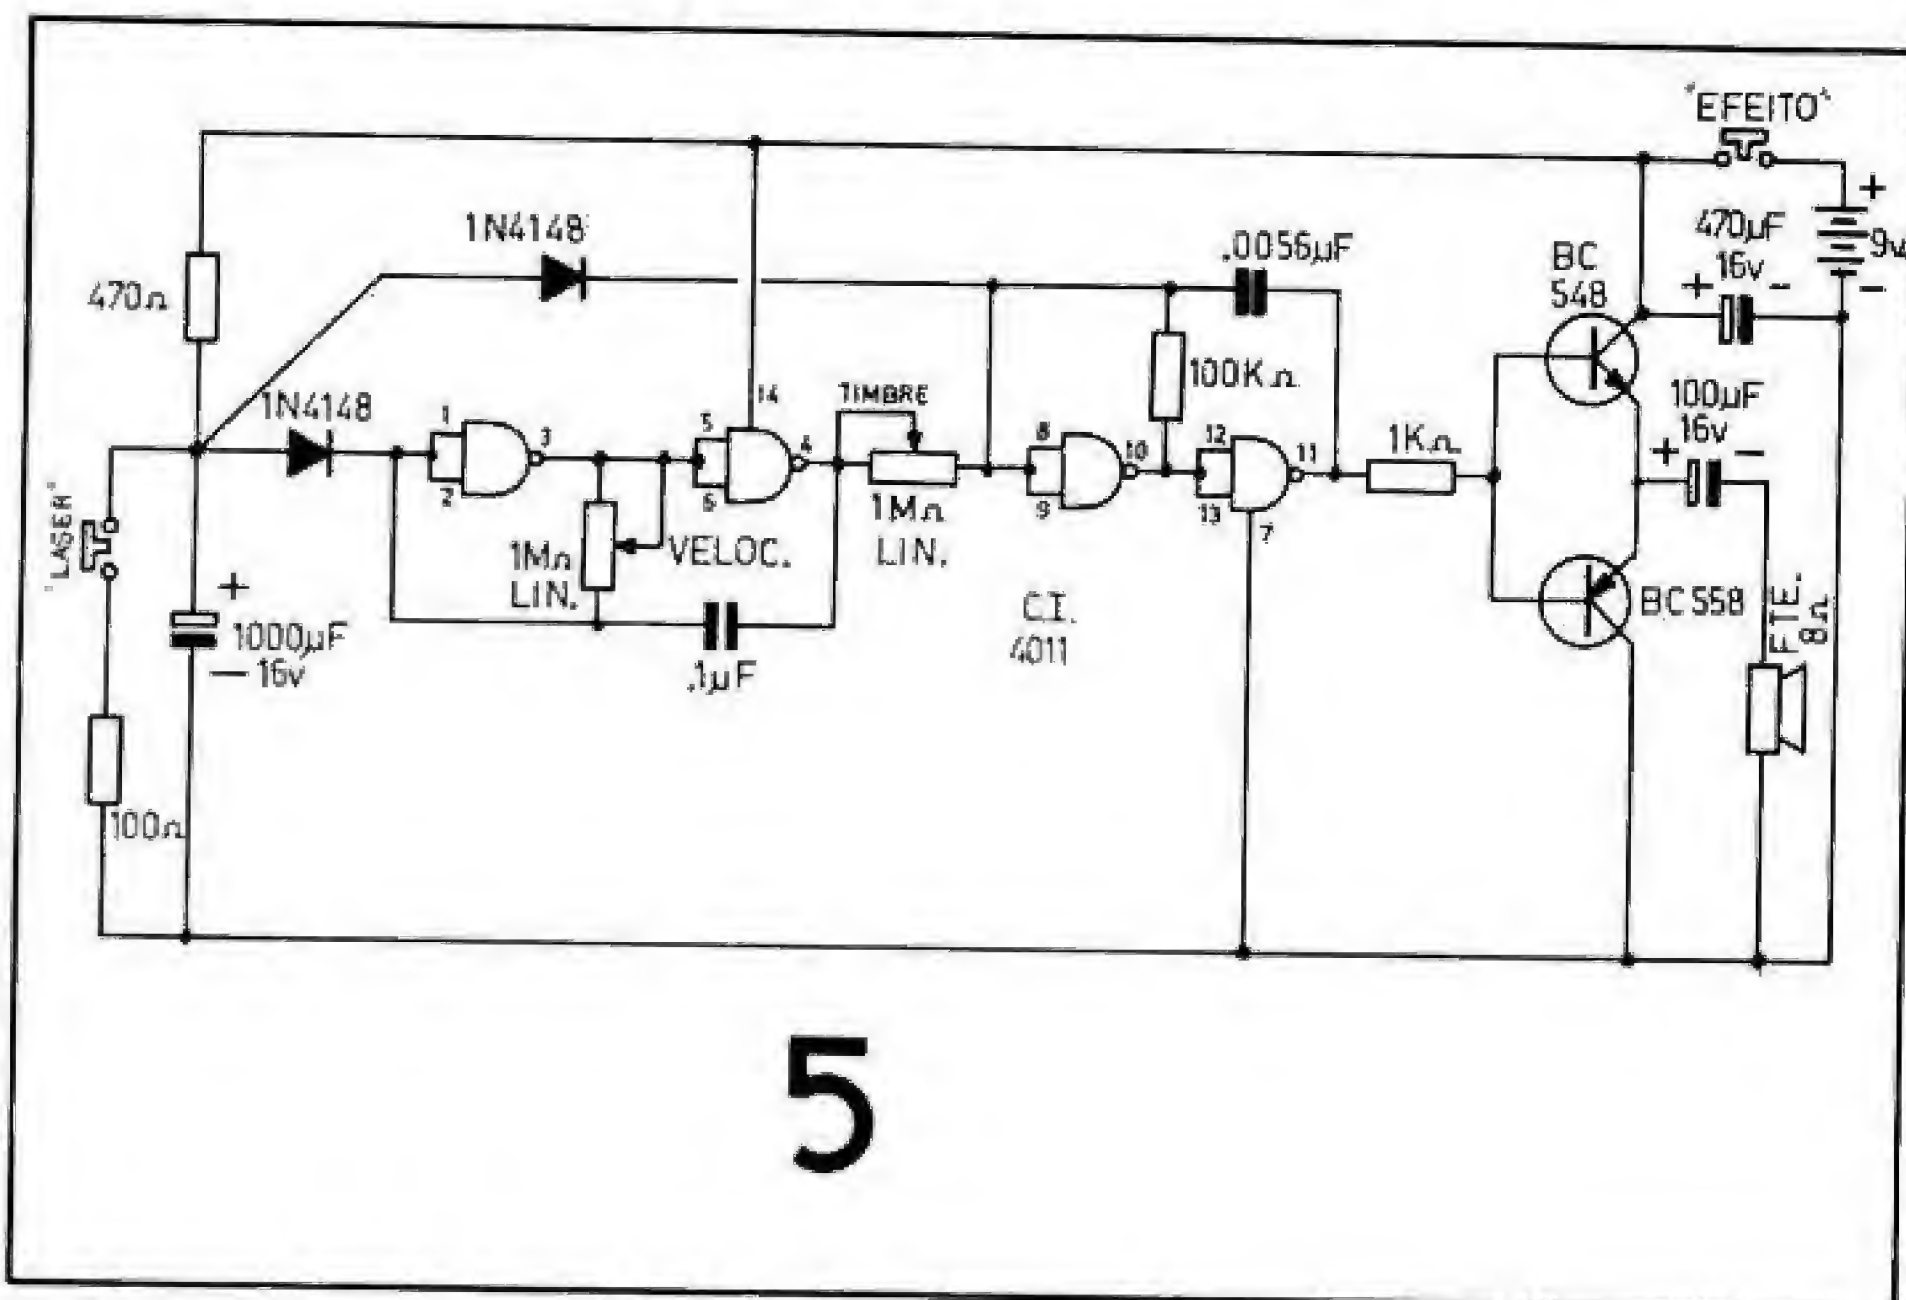 "EFEITO"
1N4148
470µF
16v
+ -
+
9v
-
.0056µF
BC
548
470Ω
100KΩ
1N4148
TIMBRE
14
100µF
16v
+ -
1KΩ
1
2
3
5
6
4
8
9
10
12
13
11
7
"LASER"
1MΩ
LIN.
VELOC.
1MΩ
LIN.
C.I.
4011
BC 558
FTE.
8Ω
+
1000µF
- 16v
.1µF
100Ω
5